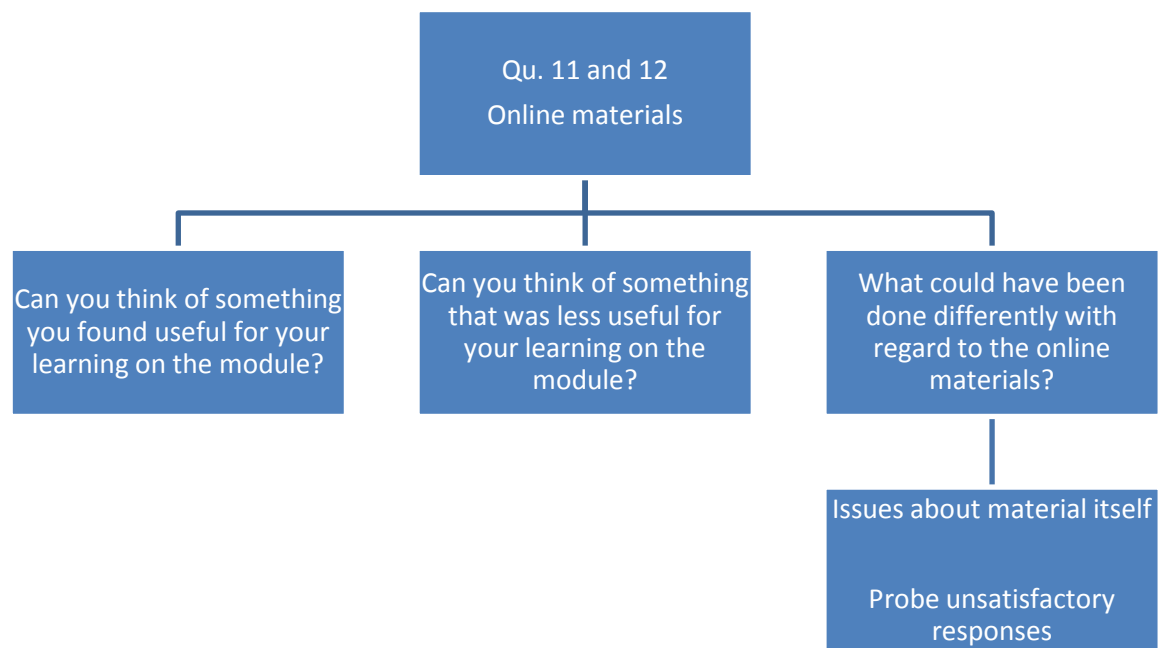 Qu. 11 and 12
Online materials
Can you think of something
you found useful for your
learning on the module?
Can you think of something
that was less useful for
your learning on the
module?
What could have been
done differently with
regard to the online
materials?
Issues about material itself
Probe unsatisfactory
responses